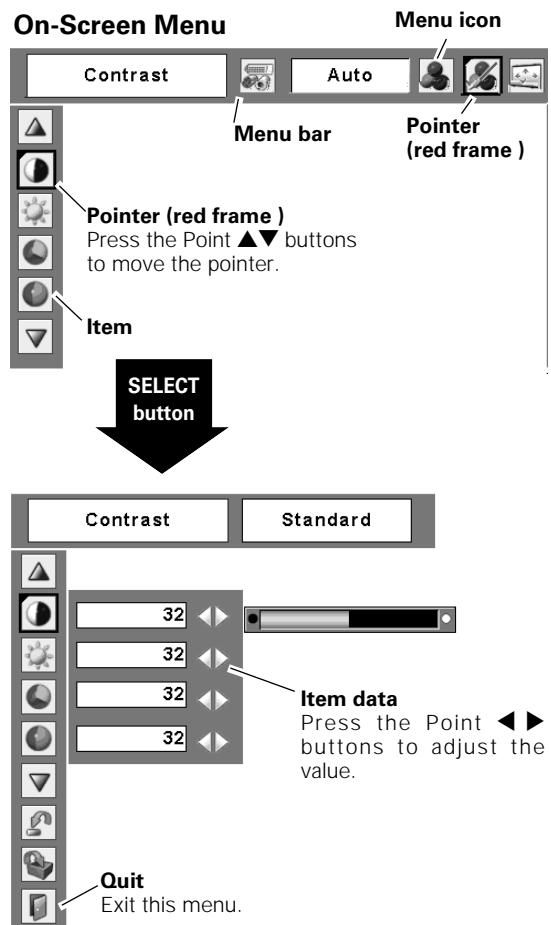 On-Screen Menu
Menu icon
Contrast
Auto
Menu bar
Pointer
(red frame )
Pointer (red frame )
Press the Point ▲▼ buttons
to move the pointer.
Item
SELECT
button
Contrast
Standard
32
32
32
32
Item data
Press the Point ◀ ▶
buttons to adjust the
value.
Quit
Exit this menu.